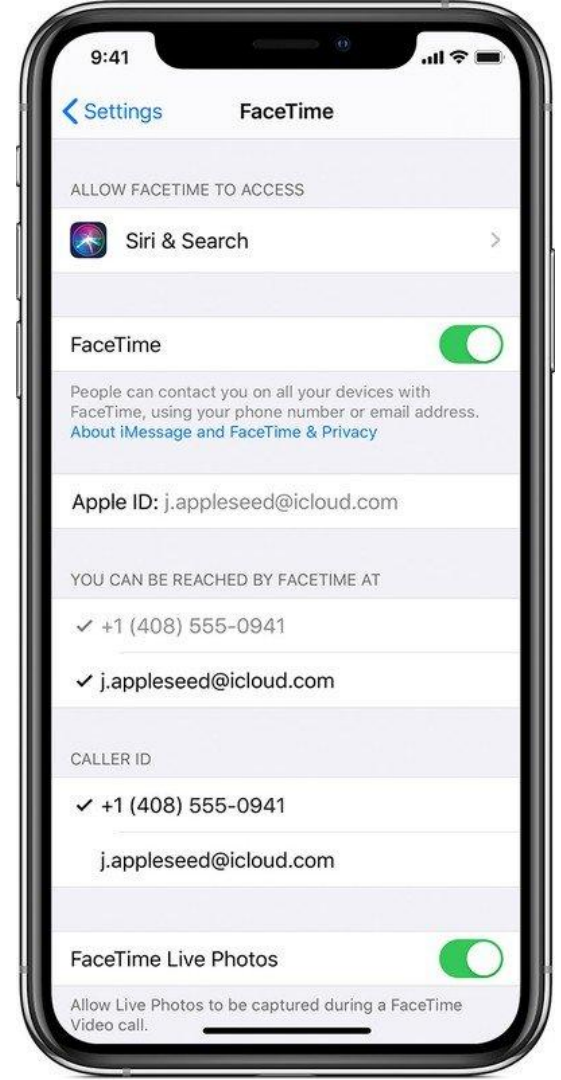 9:41
Settings
FaceTime
ALLOW FACETIME TO ACCESS
Siri & Search
FaceTime
People can contact you on all your devices with
FaceTime, using your phone number or email address.
About iMessage and FaceTime & Privacy
Apple ID: j.appleseed@icloud.com
YOU CAN BE REACHED BY FACETIME AT
+1 (408) 555-0941
j.appleseed@icloud.com
CALLER ID
+1 (408) 555-0941
j.appleseed@icloud.com
FaceTime Live Photos
Allow Live Photos to be captured during a FaceTime
Video call.